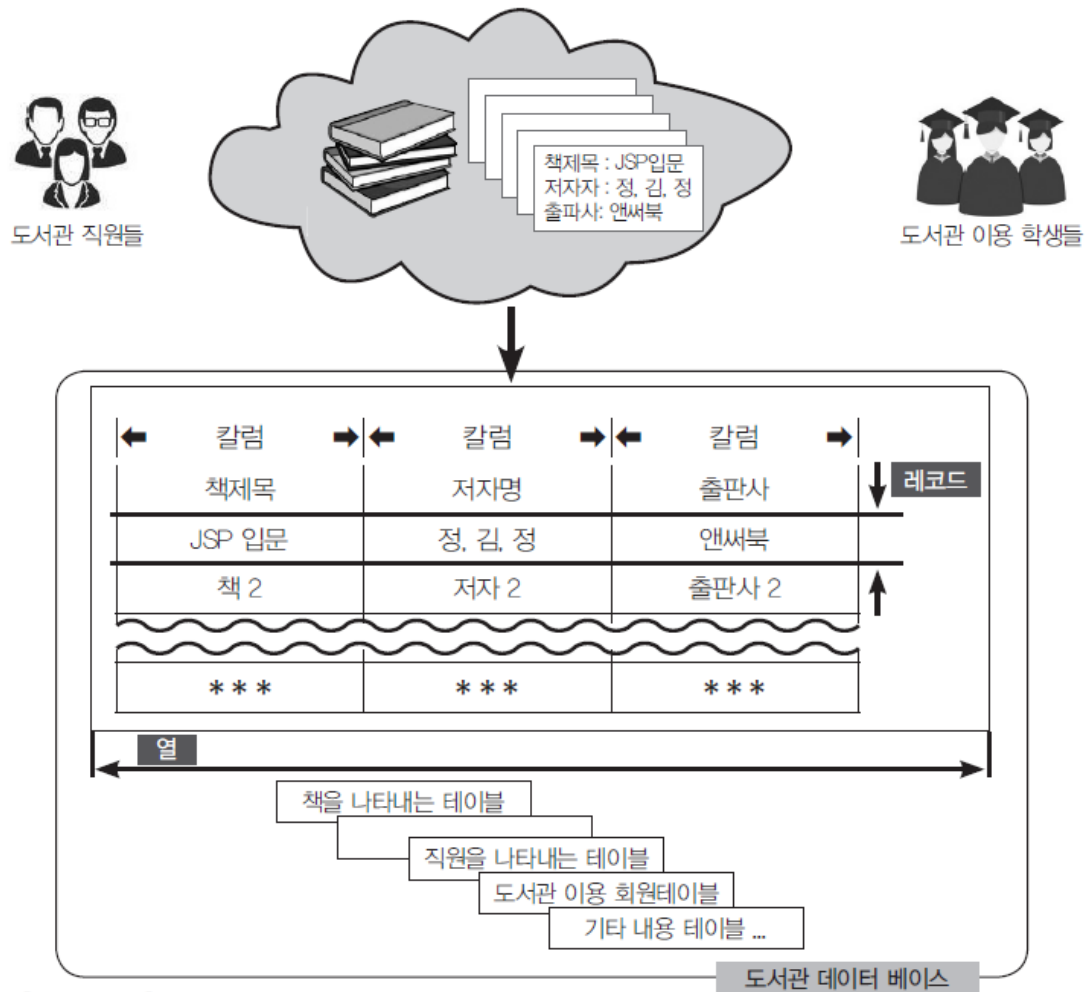 책제목 : JSP입문
저자자 : 정, 김, 정
출파사: 앤써북
도서관 직원들
도서관 이용 학생들
칼럼 칼럼 칼럼
책제목 저자명 출판사
레코드
JSP 입문 정, 김, 정 앤써북
책 2 저자 2 출판사 2
*** *** ***
열
책을 나타내는 테이블
직원을 나타내는 테이블
도서관 이용 회원테이블
기타 내용 테이블 ...
도서관 데이터 베이스